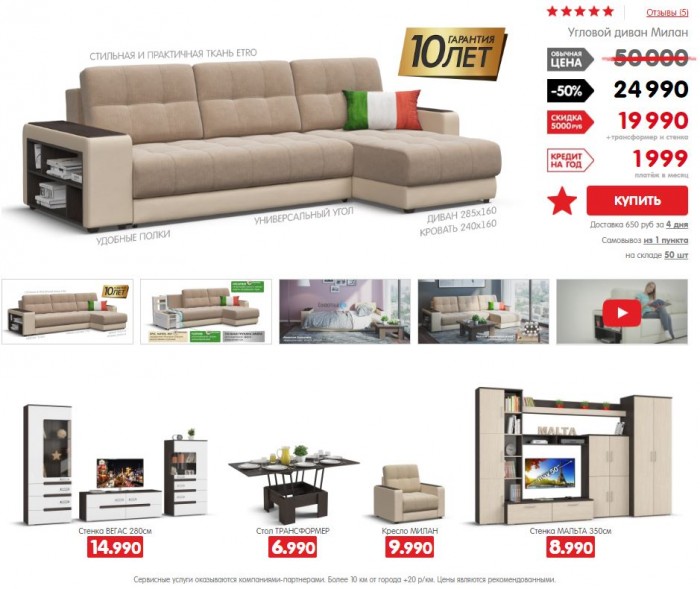 Отзывы (5)
Угловой диван Милан
ОБЫЧНАЯ ЦЕНА 50 000
-50% 24 990
СКИДКА 5000 РУБ 19 990
+трансформер и стенка
КРЕДИТ НА ГОД 1 999
платёж в месяц
КУПИТЬ
Доставка 650 руб за 4 дня
Самовывоз из 1 пункта
на складе 50 шт
СТИЛЬНАЯ И ПРАКТИЧНАЯ ТКАНЬ ETRO
10 ГАРАНТИЯ
ЛЕТ
УДОБНЫЕ ПОЛКИ
УНИВЕРСАЛЬНЫЙ УГОЛ
ДИВАН 285x160
КРОВАТЬ 240x160
10 ЛЕТ
MALTA
Стенка ВЕГАС 280см
14.990
Стол ТРАНСФОРМЕР
6.990
Кресло МИЛАН
9.990
Стенка МАЛЬТА 350см
8.990
Сервисные услуги оказываются компаниями-партнерами. Более 10 км от города +20 р/км. Цены являются рекомендованными.